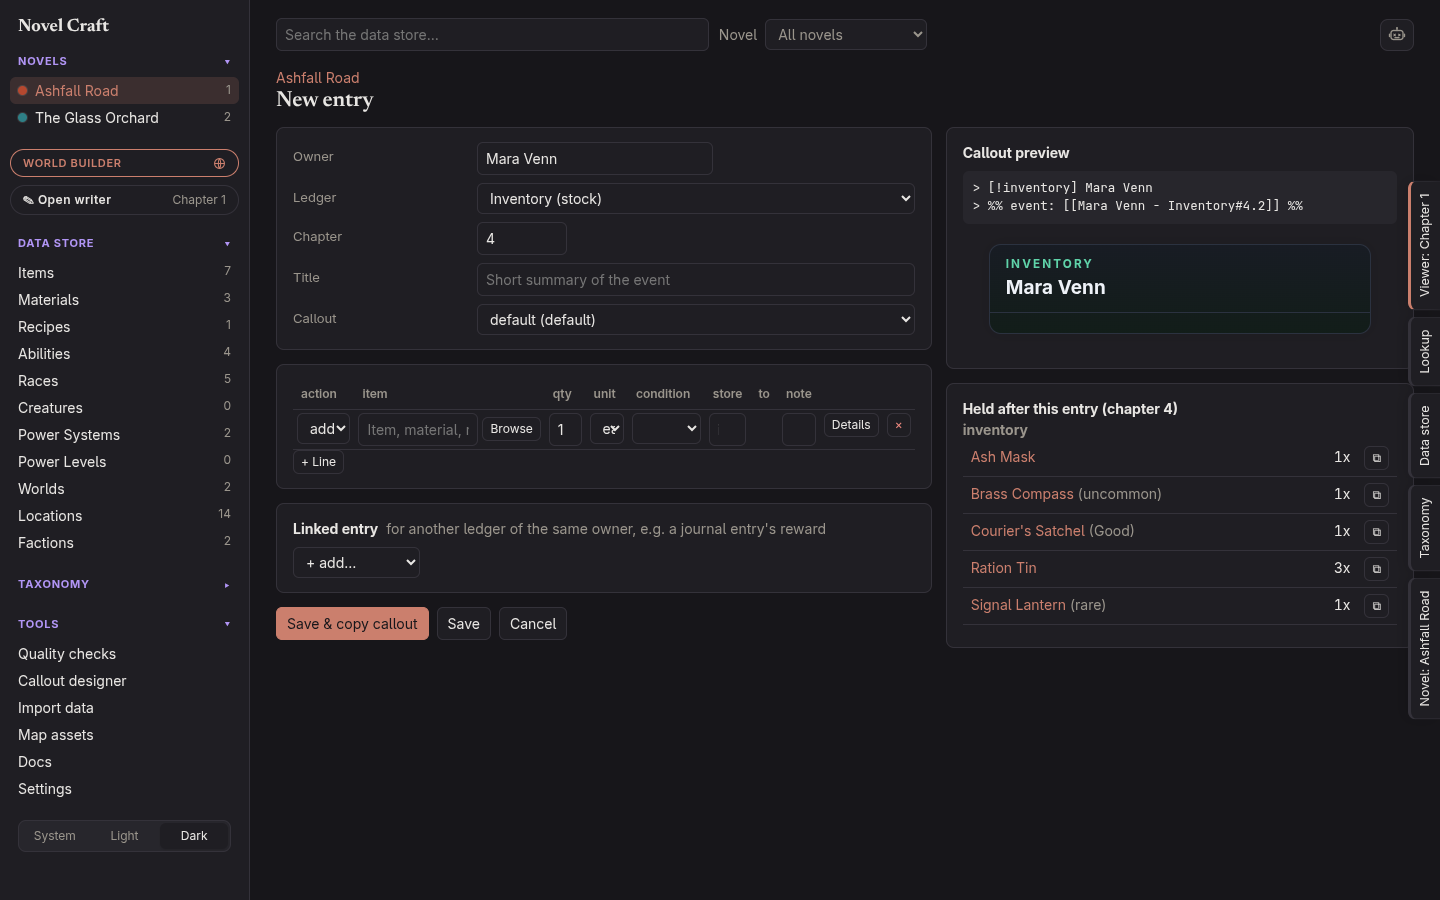 Novel Craft
NOVELS
Ashfall Road 1
The Glass Orchard 2
WORLD BUILDER
✎ Open writer Chapter 1
DATA STORE
Items 7
Materials 3
Recipes 1
Abilities 4
Races 5
Creatures 0
Power Systems 2
Power Levels 0
Worlds 2
Locations 14
Factions 2
TAXONOMY
TOOLS
Quality checks
Callout designer
Import data
Map assets
Docs
Settings
System Light Dark
Search the data store... Novel All novels
Ashfall Road
New entry
Owner Mara Venn
Ledger Inventory (stock)
Chapter 4
Title Short summary of the event
Callout default (default)
action item qty unit condition store to note
add Item, material, Browse 1 Details ×
+ Line
Linked entry for another ledger of the same owner, e.g. a journal entry's reward
+ add...
Save & copy callout Save Cancel
Callout preview
> [!inventory] Mara Venn
> %% event: [[Mara Venn - Inventory#4.2]] %%
INVENTORY
Mara Venn
Held after this entry (chapter 4)
inventory
Ash Mask 1x
Brass Compass (uncommon) 1x
Courier's Satchel (Good) 1x
Ration Tin 3x
Signal Lantern (rare) 1x
Viewer: Chapter 1
Lookup
Data store
Taxonomy
Novel: Ashfall Road